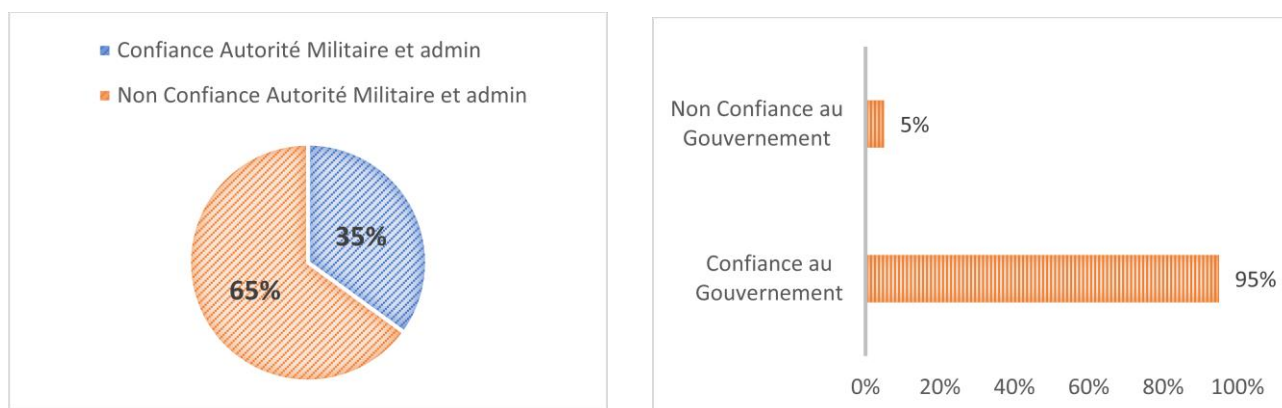 Confiance Autorité Militaire et admin
Non Confiance Autorité Militaire et admin
35%
65%
Non Confiance au
Gouvernement
5%
Confiance au
Gouvernement
95%
0% 20% 40% 60% 80% 100%